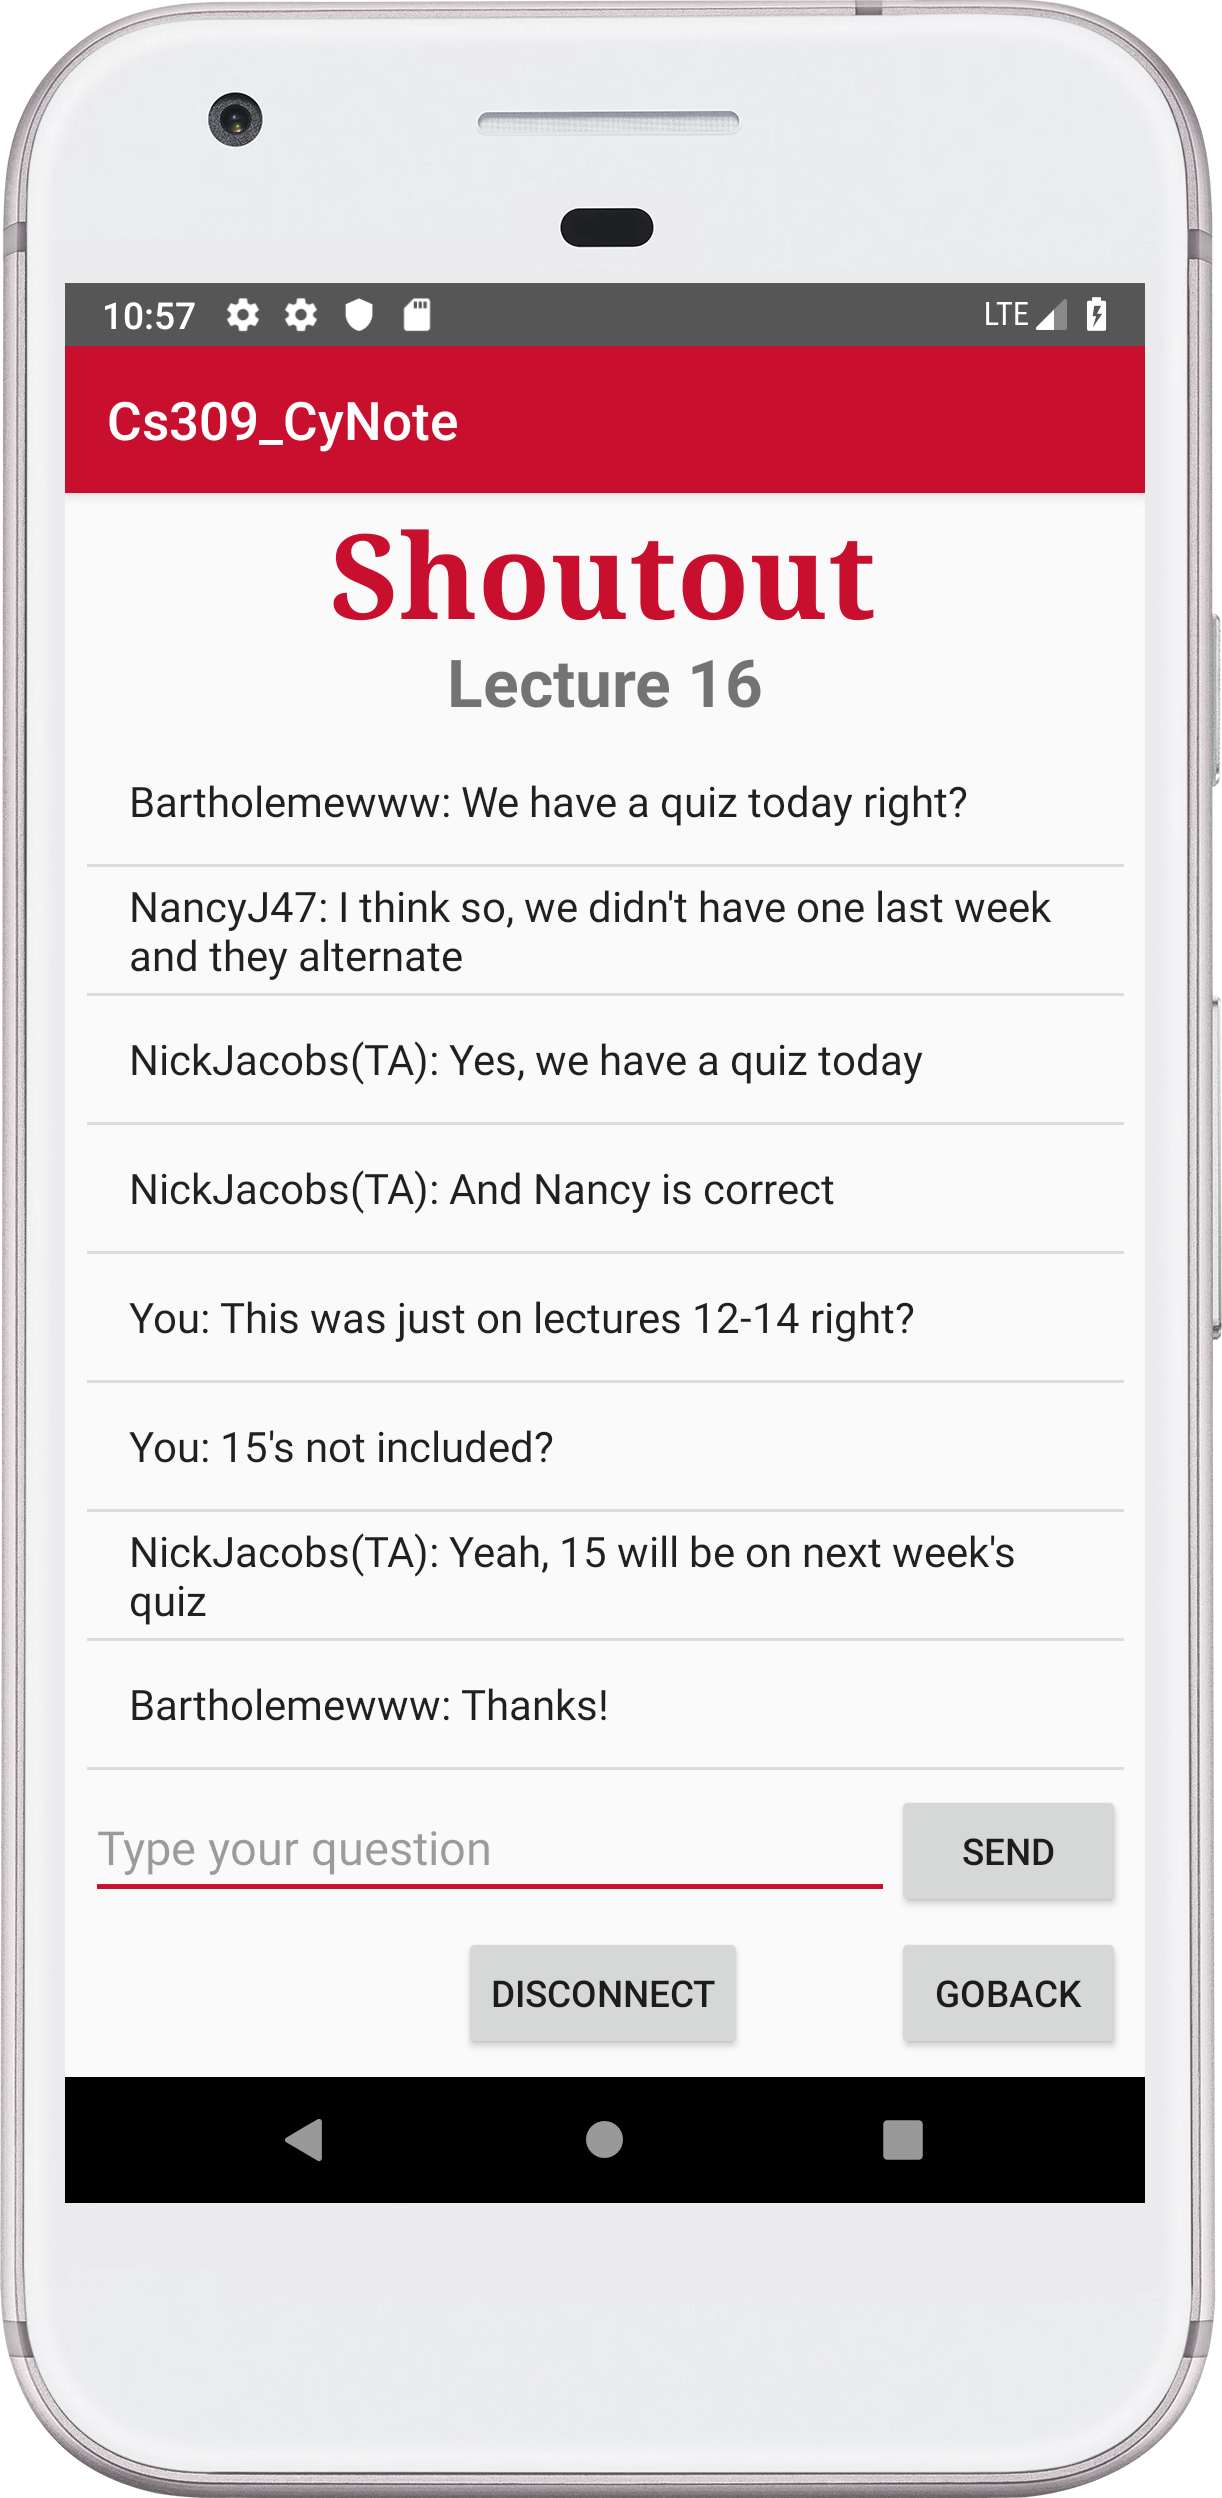 10:57 LTE
Cs309_CyNote
Shoutout
Lecture 16
Bartholemewww: We have a quiz today right?
NancyJ47: I think so, we didn't have one last week
and they alternate
NickJacobs(TA): Yes, we have a quiz today
NickJacobs(TA): And Nancy is correct
You: This was just on lectures 12-14 right?
You: 15's not included?
NickJacobs(TA): Yeah, 15 will be on next week's
quiz
Bartholemewww: Thanks!
Type your question SEND
DISCONNECT GOBACK